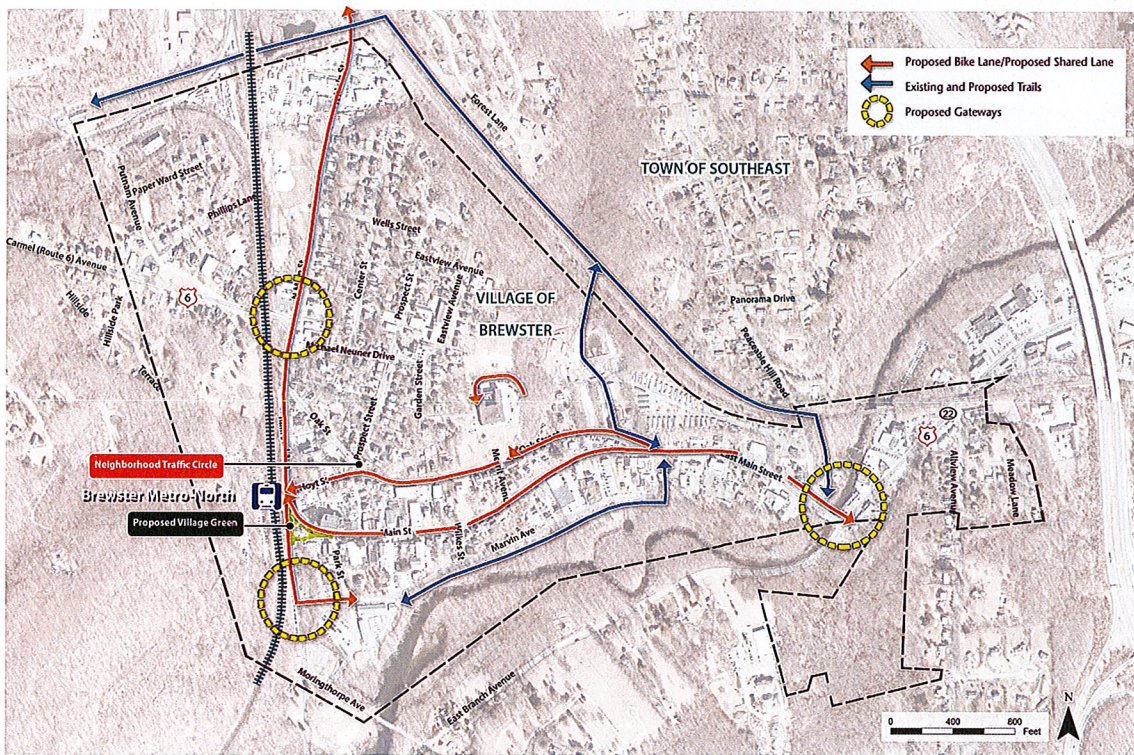 Proposed Bike Lane/Proposed Shared Lane
Existing and Proposed Trails
Proposed Gateways
TOWN OF SOUTHEAST
Forest Lane
Putnam Avenue
Paper Ward Street
Phillips Lane
Carmel (Route 6) Avenue
Hillside
Hillside Park
Terrace
6
Wells Street
Eastview Avenue
Center St
Prospect St
Eastview Avenue
VILLAGE OF
BREWSTER
Panorama Drive
Peaceable Hill Road
Michael Neuner Drive
Garden Street
Oak St
Prospect Street
Neighborhood Traffic Circle
Brewster Metro-North
Hoyt St
Proposed Village Green
Main St
Park St
Merrit Avenue
Wilkes St
Marvin Ave
East Main Street
22
6
Allview Avenue
Meadow Lane
Moringthorpe Ave
East Branch Avenue
0 400 800
Feet
N